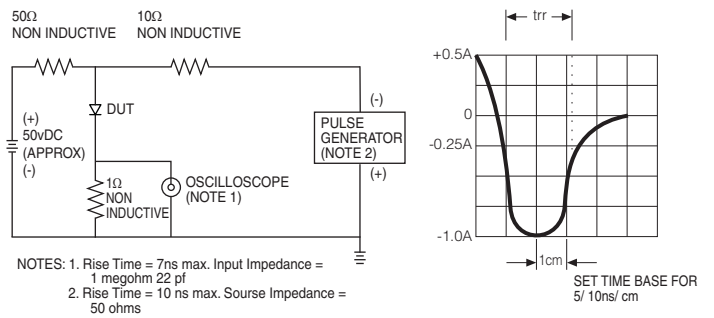 50Ω
NON INDUCTIVE
10Ω
NON INDUCTIVE
(+)
50vDC
(APPROX)
(-)
DUT
1Ω
NON
INDUCTIVE
OSCILLOSCOPE
(NOTE 1)
(-)
PULSE
GENERATOR
(NOTE 2)
(+)
NOTES: 1. Rise Time = 7ns max. Input Impedance =
1 megohm 22 pf
2. Rise Time = 10 ns max. Sourse Impedance =
50 ohms
trr
+0.5A
0
-0.25A
-1.0A
1cm
SET TIME BASE FOR
5/ 10ns/ cm